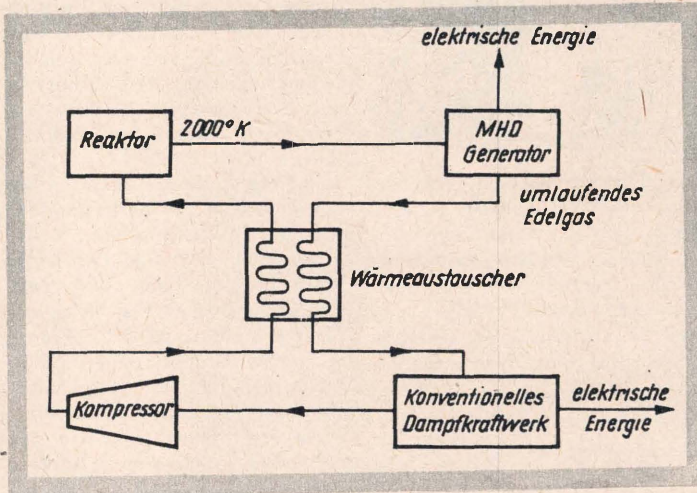 elektrische Energie
Reaktor
2000° K
MHD
Generator
umlaufendes
Edelgas
Wärmeaustauscher
Kompressor
Konventionelles
Dampfkraftwerk
elektrische
Energie